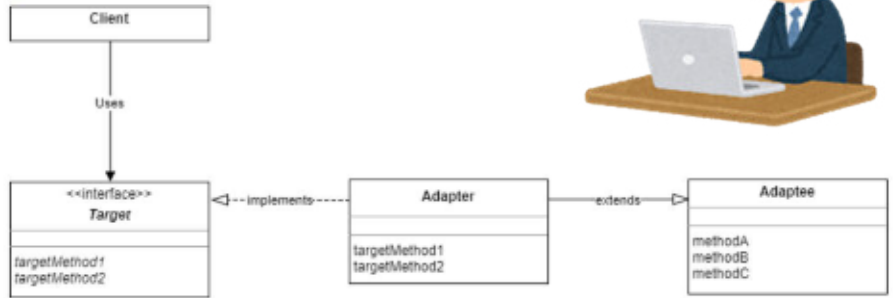 Client
Uses
<<interface>>
Target
targetMethod1
targetMethod2
implements
Adapter
targetMethod1
targetMethod2
extends
Adaptee
methodA
methodB
methodC